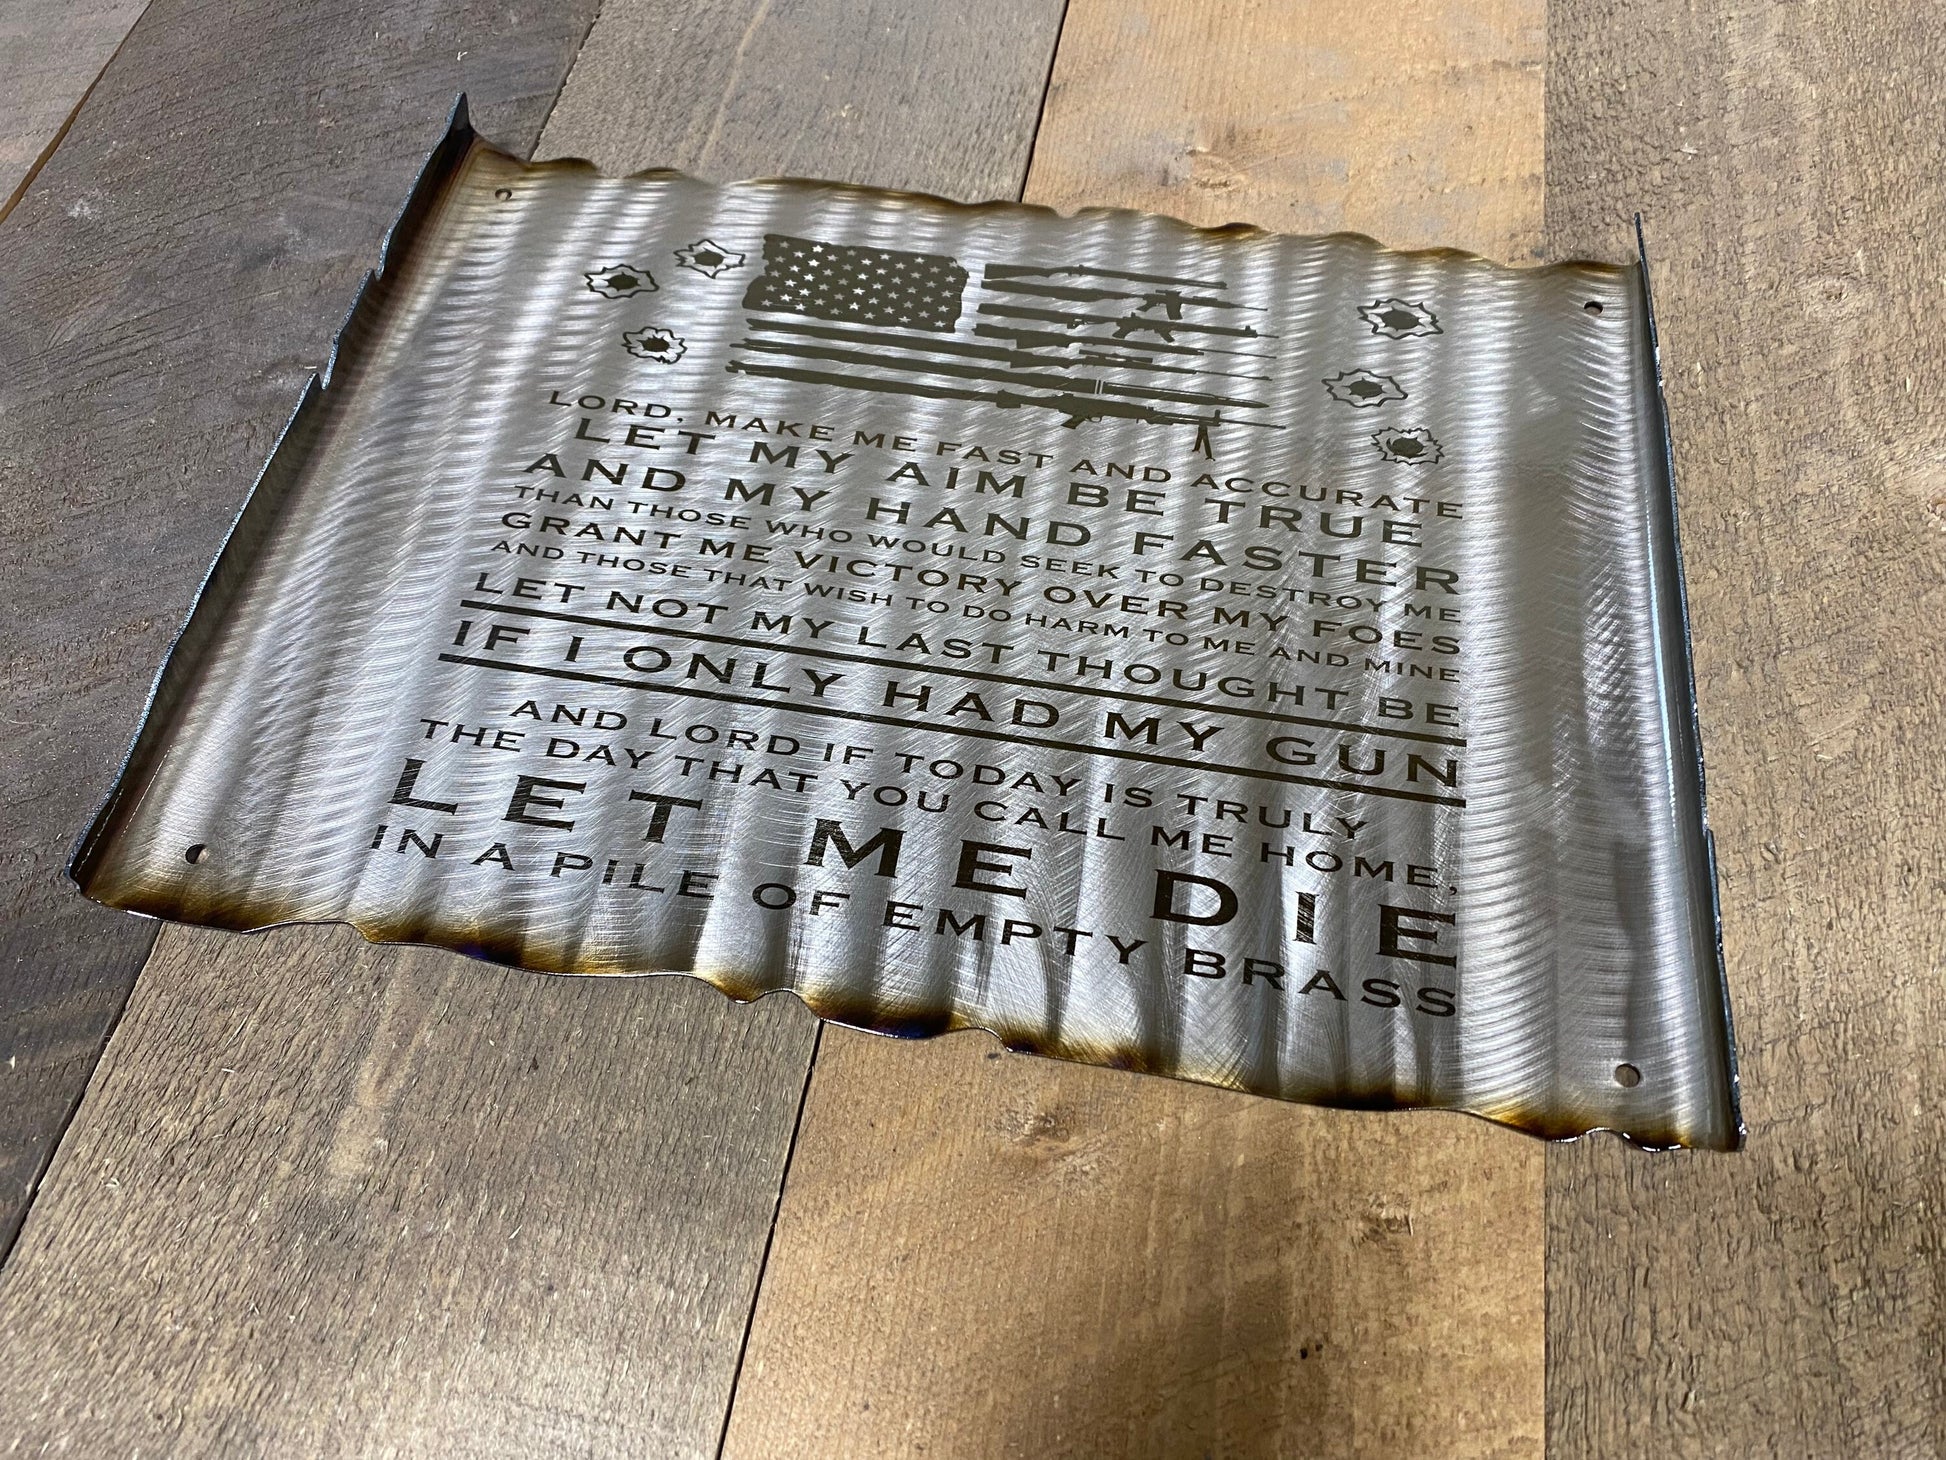 LORD, MAKE ME FAST AND ACCURATE
LET MY AIM BE TRUE
AND MY HAND FASTER
THAN THOSE WHO WOULD SEEK TO DESTROY ME
GRANT ME VICTORY OVER MY FOES
AND THOSE THAT WISH TO DO HARM TO ME AND MINE
LET NOT MY LAST THOUGHT BE
IF I ONLY HAD MY GUN
AND LORD IF TODAY IS TRULY
THE DAY THAT YOU CALL ME HOME,
LET ME DIE
IN A PILE OF EMPTY BRASS